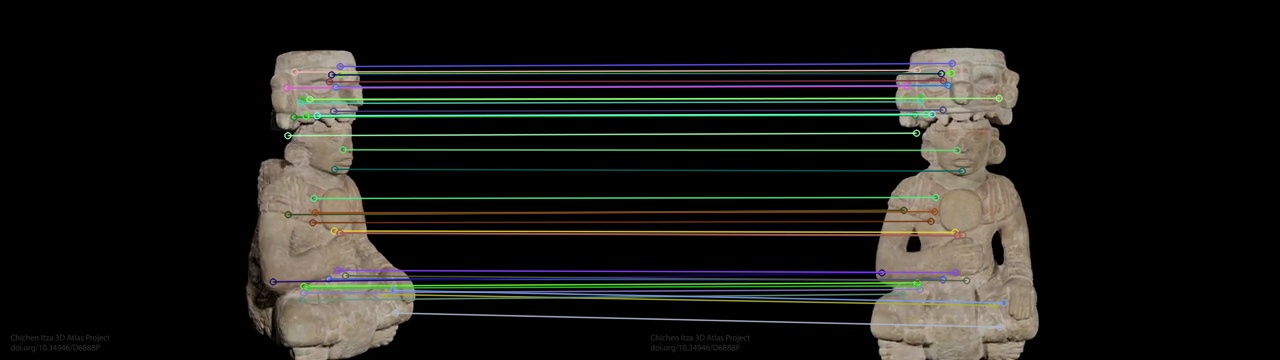 Chichen Itza 3D Atlas Project
doi.org/10.34946/D6B88P
Chichen Itza 3D Atlas Project
doi.org/10.34946/D6B88P